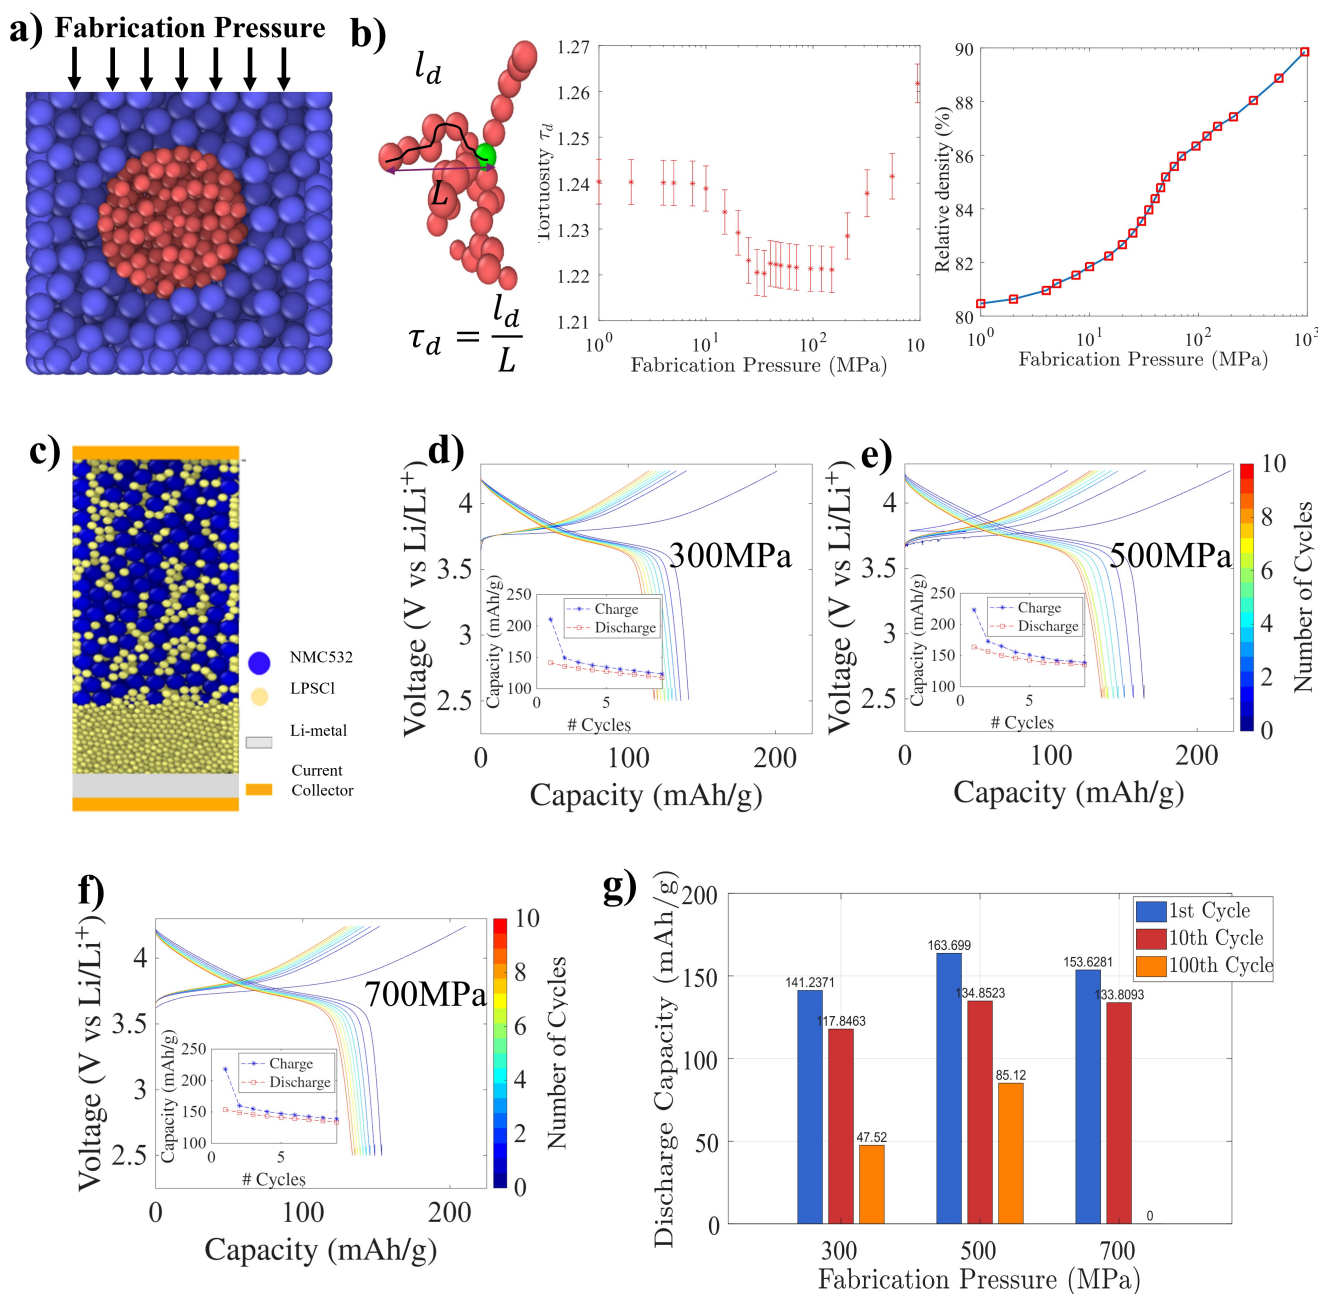 a)
Fabrication Pressure
b)
l_d
L
τ_d = l_d / L
1.27
1.26
1.25
1.24
1.23
1.22
1.21
Tortuosity τ_d
10^0
10^1
10^2
10
Fabrication Pressure (MPa)
90
88
86
84
82
80
Relative density (%)
10^0
10^1
10^2
10^3
Fabrication Pressure (MPa)
c)
NMC532
LPSCl
Li-metal
Current
Collector
d)
Voltage (V vs Li/Li+)
4
3.5
3
2.5
300MPa
Capacity (mAh/g)
250
200
150
100
Charge
Discharge
5
# Cycles
0
100
200
Capacity (mAh/g)
e)
Voltage (V vs Li/Li+)
4
3.5
3
2.5
500MPa
Capacity (mAh/g)
250
200
150
100
Charge
Discharge
0
5
# Cycles
0
100
200
Capacity (mAh/g)
10
8
6
4
2
0
Number of Cycles
f)
Voltage (V vs Li/Li+)
4
3.5
3
2.5
700MPa
Capacity (mAh/g)
250
200
150
100
Charge
Discharge
0
5
# Cycles
0
100
200
Capacity (mAh/g)
10
8
6
4
2
0
Number of Cycles
g)
Discharge Capacity (mAh/g)
200
150
100
50
0
1st Cycle
10th Cycle
100th Cycle
141.2371
117.8463
47.52
163.699
134.8523
85.12
153.6281
133.8093
0
300
500
700
Fabrication Pressure (MPa)